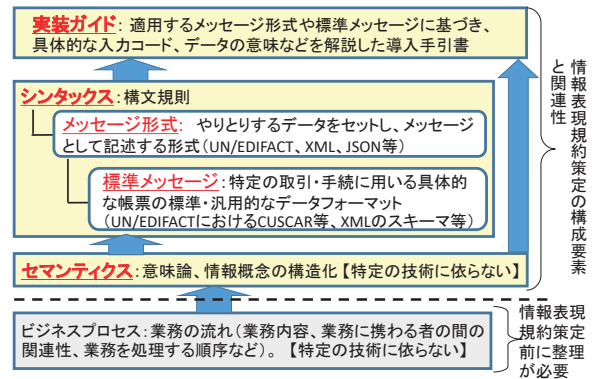 実装ガイド：適用するメッセージ形式や標準メッセージに基づき、
具体的な入力コード、データの意味などを解説した導入手引書
シンタックス：構文規則
メッセージ形式： やりとりするデータをセットし、メッセージ
として記述する形式（UN/EDIFACT、XML、JSON等）
標準メッセージ：特定の取引・手続に用いる具体的
な帳票の標準・汎用的なデータフォーマット
（UN/EDIFACTにおけるCUSCAR等、XMLのスキーマ等）
セマンティクス：意味論、情報概念の構造化【特定の技術に依らない】
情報表現規約策定の構成要素
と関連性
ビジネスプロセス：業務の流れ（業務内容、業務に携わる者の間の
関連性、業務を処理する順序など）。 【特定の技術に依らない】
情報表現
規約策定
前に整理
が必要